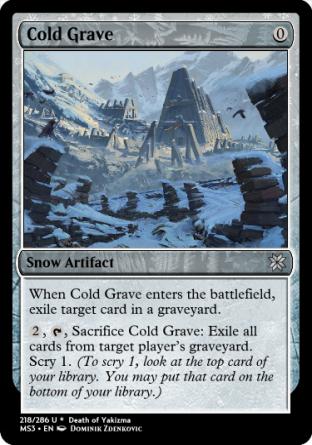 Cold Grave 0
Snow Artifact
When Cold Grave enters the battlefield,
exile target card in a graveyard.
2, T, Sacrifice Cold Grave: Exile all
cards from target player's graveyard.
Scry 1. (To scry 1, look at the top card of
your library. You may put that card on
the bottom of your library.)
218/286 U * Death of Yakizma
MS3 • EN Dominik Zdenkovic